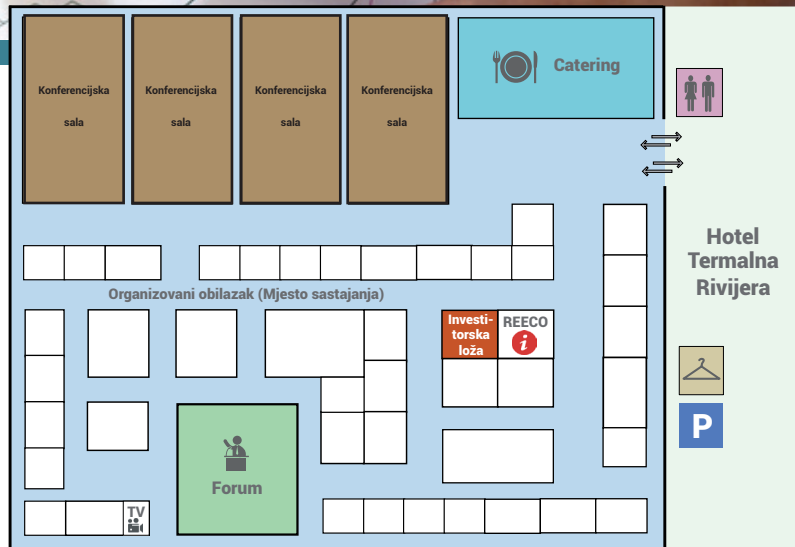 Konferencijska
sala
Konferencijska
sala
Konferencijska
sala
Konferencijska
sala
Catering
Hotel
Termalna
Rivijera
Organizovani obilazak (Mjesto sastajanja)
Investi-
torska
loža
REECO
i
P
Forum
TV